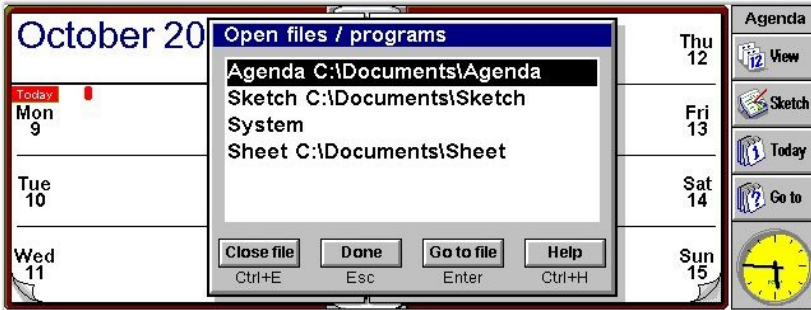 October 20
Today
Mon
9
Tue
10
Wed
11
Open files / programs
Agenda C:\Documents\Agenda
Sketch C:\Documents\Sketch
System
Sheet C:\Documents\Sheet
Close file
Done
Go to file
Help
Ctrl+E
Esc
Enter
Ctrl+H
Thu
12
Fri
13
Sat
14
Sun
15
Agenda
12 View
Sketch
1 Today
? Go to